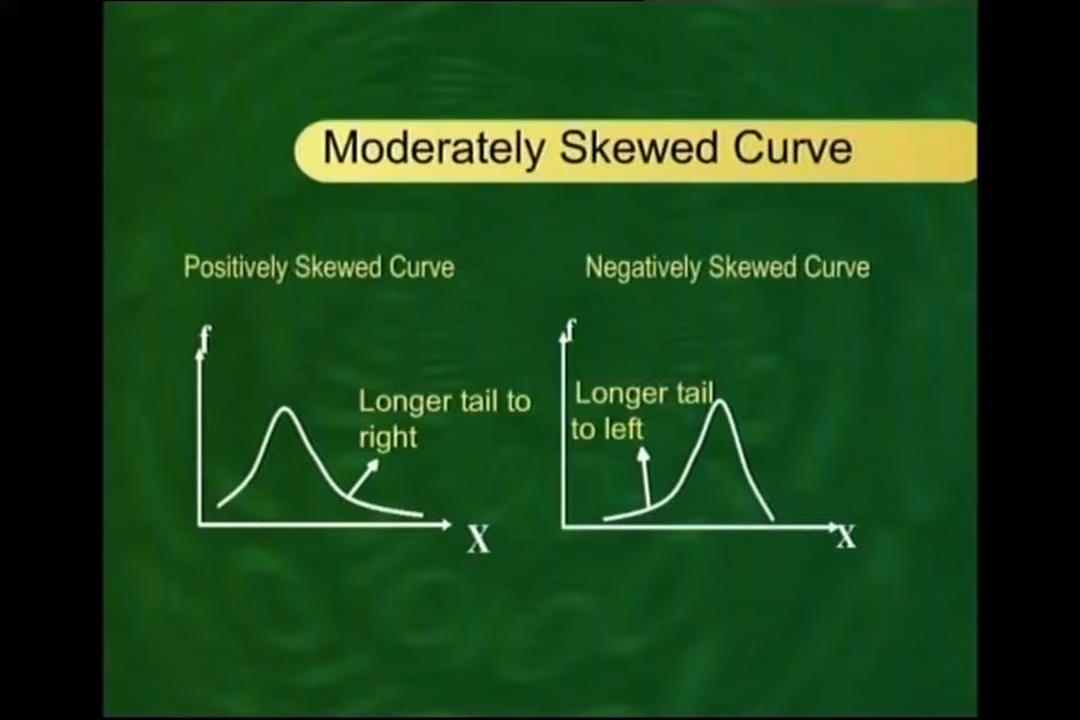 Moderately Skewed Curve
Positively Skewed Curve
f
Longer tail to
right
X
Negatively Skewed Curve
f
Longer tail
to left
X